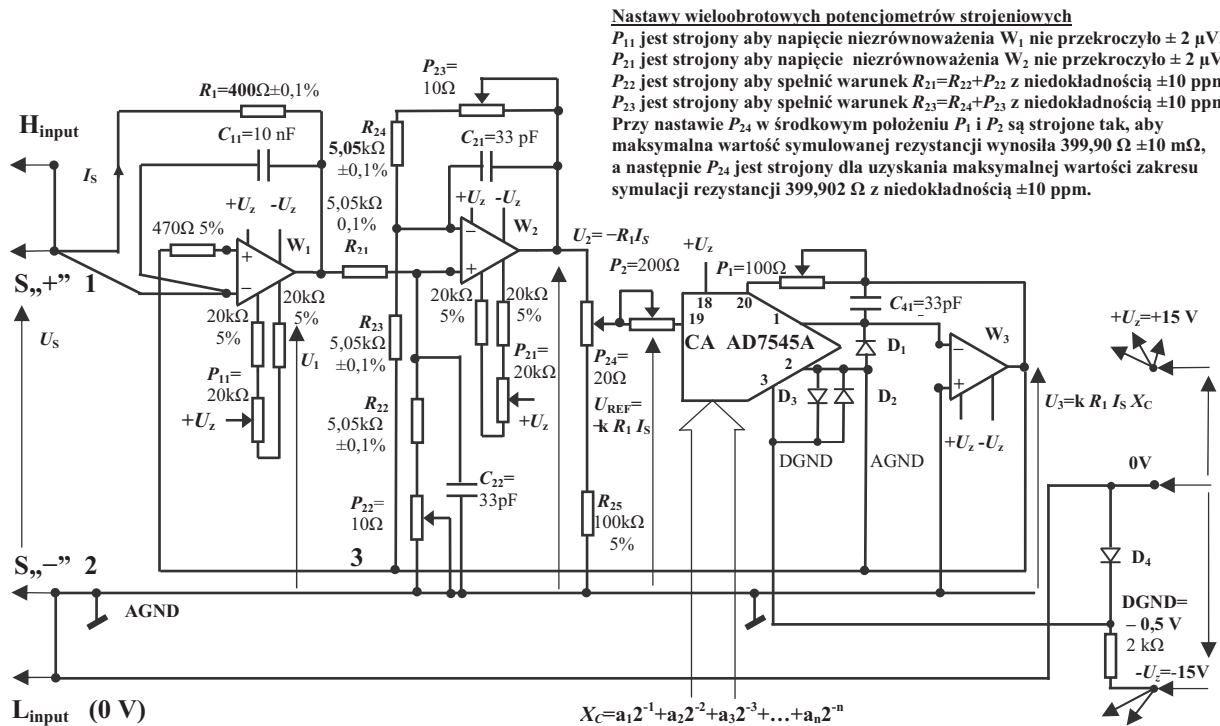 Nastawy wieloobrotowych potencjometrów strojeniowych
P11 jest strojony aby napięcie niezrównoważenia W1 nie przekroczyło ± 2 μV
P21 jest strojony aby napięcie niezrównoważenia W2 nie przekroczyło ± 2 μV
P22 jest strojony aby spełnić warunek R21=R22+P22 z niedokładnością ±10 ppm
P23 jest strojony aby spełnić warunek R23=R24+P23 z niedokładnością ±10 ppm
Przy nastawie P24 w środkowym położeniu P1 i P2 są strojone tak, aby
maksymalna wartość symulowanej rezystancji wynosiła 399,90 Ω ±10 mΩ,
a następnie P24 jest strojony dla uzyskania maksymalnej wartości zakresu
symulacji rezystancji 399,902 Ω z niedokładnością ±10 ppm.
P23=
10Ω
R1=400Ω±0,1%
Hinput
C11=10 nF
R24
5,05kΩ
±0,1%
C21=33 pF
IS
+Uz
-Uz
470Ω 5%
W1
+
−
5,05kΩ
0,1%
R21
+Uz
-Uz
W2
−
+
U2= −R1IS
P2=200Ω
+Uz
P1=100Ω
C41=33pF
18
20
19
1
2
3
CA AD7545A
W3
−
+
+Uz=+15 V
S„+” 1
20kΩ
5%
20kΩ
5%
US
U1
R23
5,05kΩ
±0,1%
20kΩ
5%
20kΩ
5%
P21=
20kΩ
P24=
20Ω
UREF=
-k R1 IS
D1
D3
D2
U3=k R1 IS XC
P11=
20kΩ
+Uz
R22
5,05kΩ
±0,1%
+Uz
+Uz
-Uz
DGND
AGND
0V
C22=
33pF
P22=
10Ω
R25
100kΩ
5%
3
D4
S„−” 2
AGND
DGND=
− 0,5 V
2 kΩ
-Uz=-15V
Linput (0 V)
XC=a12-1+a22-2+a32-3+…+an2-n